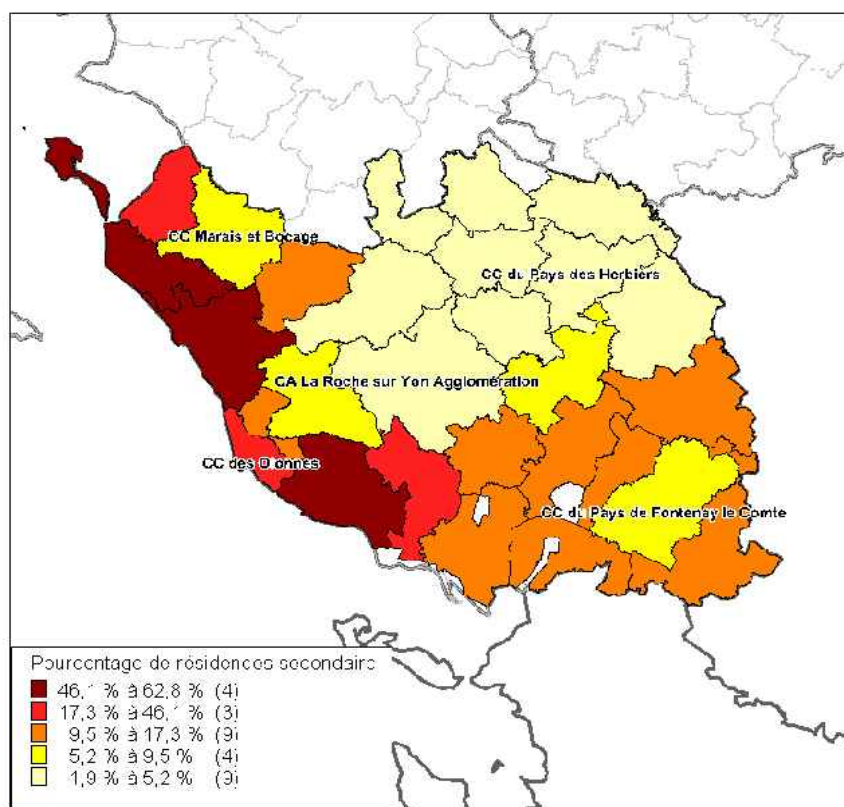 CC Marais et Bocage
CC du Pays des Herbiers
CA La Roche sur Yon Agglomération
CC des Olonnes
CC du Pays de Fontenay le Comte
Pourcentage de résidences secondaire
46,1 % à 62,8 % (4)
17,3 % à 46,1 % (3)
9,5 % à 17,3 % (9)
5,2 % à 9,5 % (4)
1,9 % à 5,2 % (9)